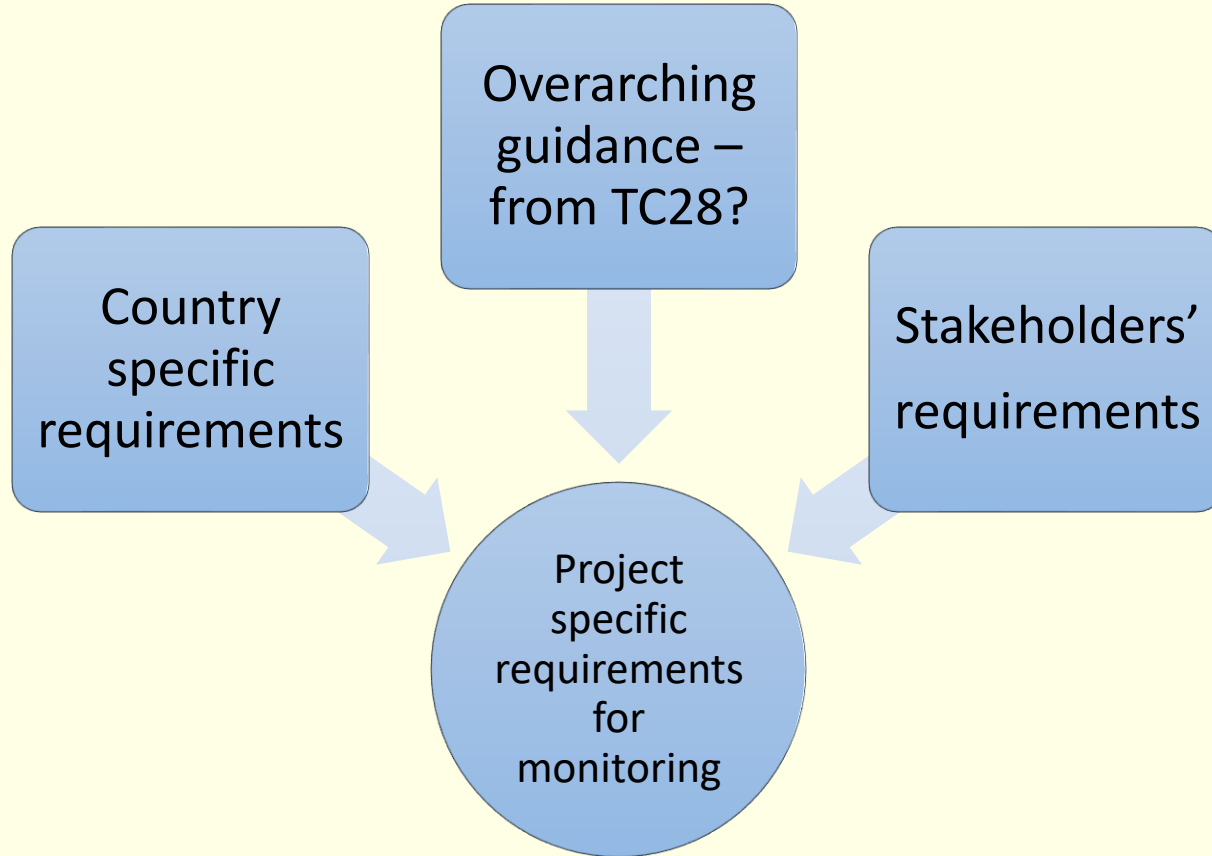 Overarching
guidance –
from TC28?
Country
specific
requirements
Stakeholders’
requirements
Project
specific
requirements
for
monitoring